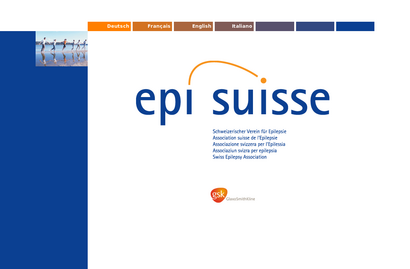 Deutsch Français English Italiano
epi suisse
Schweizerischer Verein für Epilepsie
Association suisse de l'Epilepsie
Associazione svizzera per l'Epilessia
Associaziun svizra per epilepsia
Swiss Epilepsy Association
gsk GlaxoSmithKline